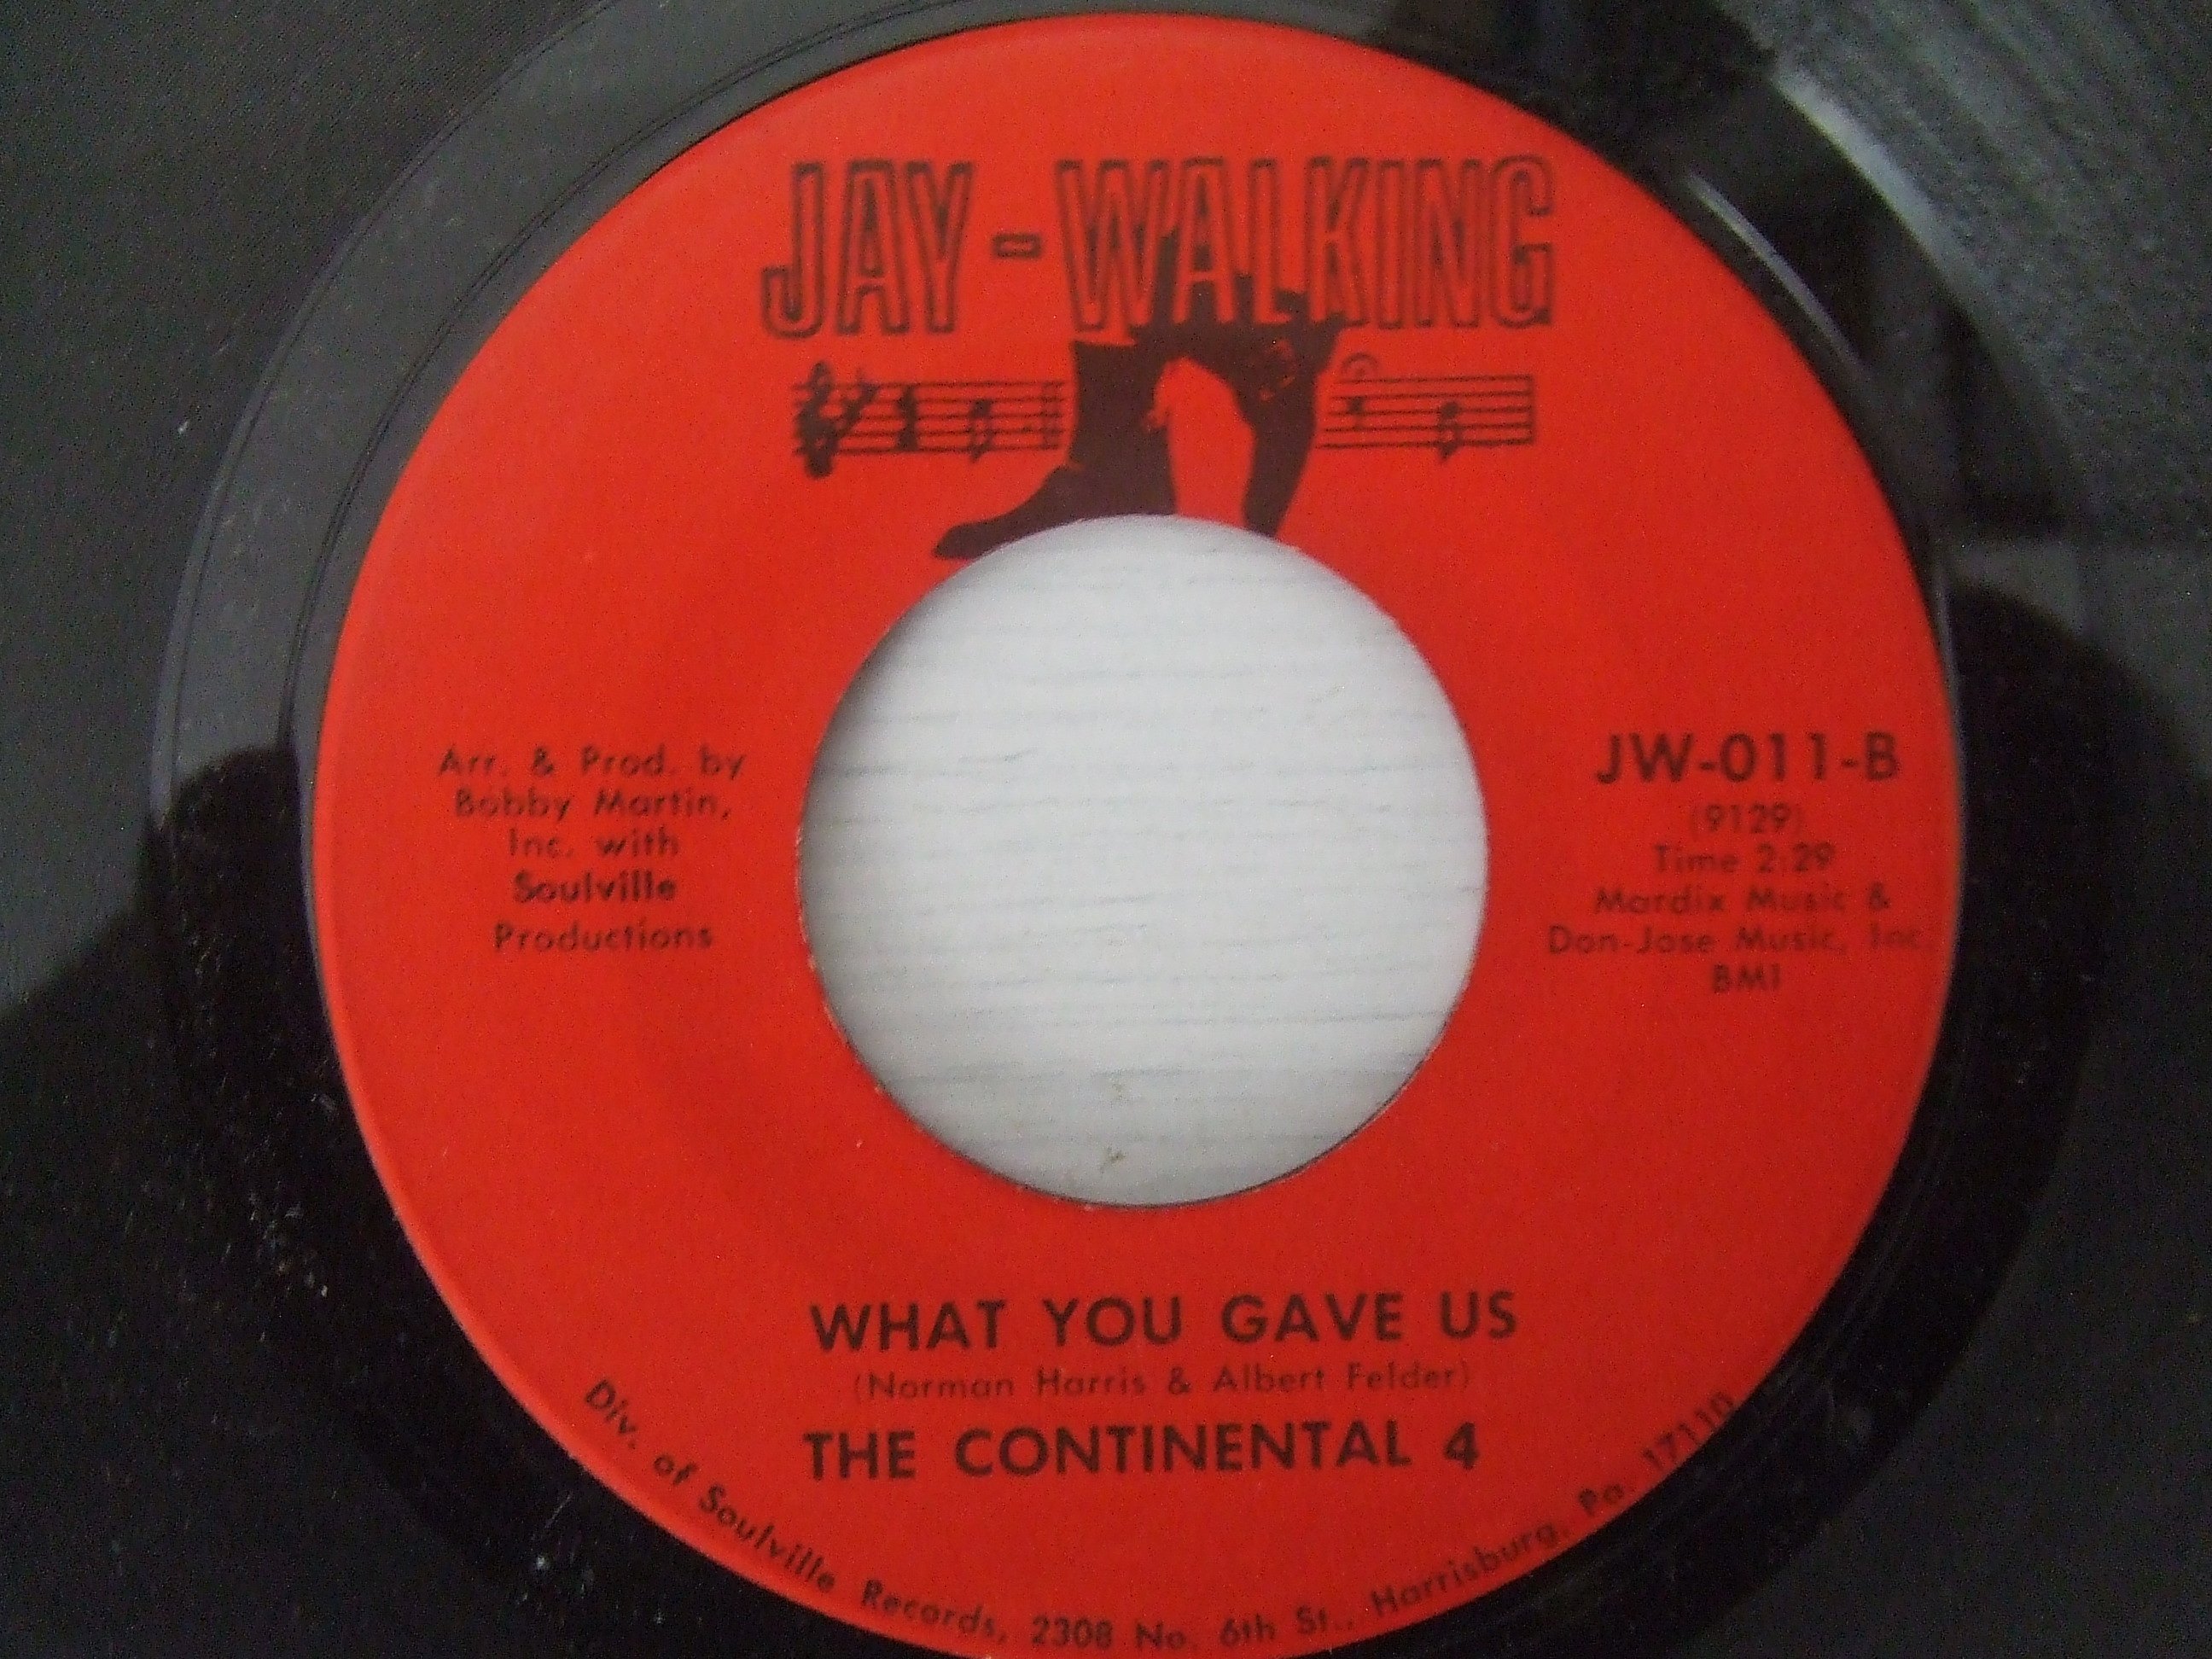 JAY-WALKING
Arr. & Prod. by
Bobby Martin,
Inc. with
Soulville
Productions
JW-011-B
(9129)
Time 2:29
Mardix Music &
Don-Jose Music, Inc.
BMI
WHAT YOU GAVE US
(Norman Harris & Albert Felder)
THE CONTINENTAL 4
Div. of Soulville Records, 2308 No. 6th St., Harrisburg, Pa. 17110